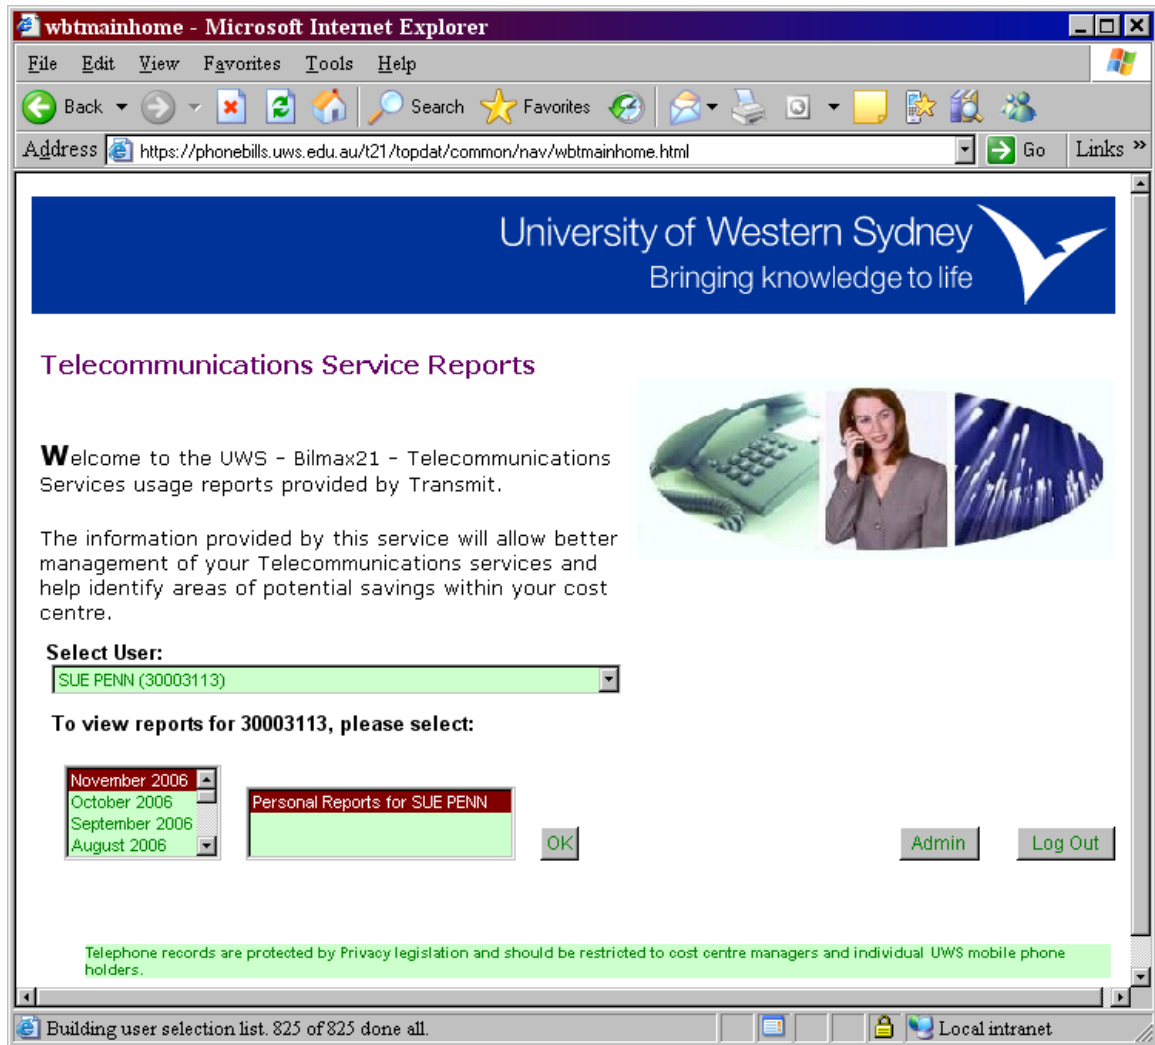 wbtmainhome - Microsoft Internet Explorer
File Edit View Favorites Tools Help
Back Search Favorites
Address https://phonebills.uws.edu.au/t21/topdat/common/nav/wbtmainhome.html Go Links »
University of Western Sydney
Bringing knowledge to life
Telecommunications Service Reports
Welcome to the UWS - Bilmax21 - Telecommunications
Services usage reports provided by Transmit.
The information provided by this service will allow better
management of your Telecommunications services and
help identify areas of potential savings within your cost
centre.
Select User:
SUE PENN (30003113)
To view reports for 30003113, please select:
November 2006
October 2006
September 2006
August 2006
Personal Reports for SUE PENN
OK
Admin
Log Out
Telephone records are protected by Privacy legislation and should be restricted to cost centre managers and individual UWS mobile phone
holders.
Building user selection list. 825 of 825 done all. Local intranet